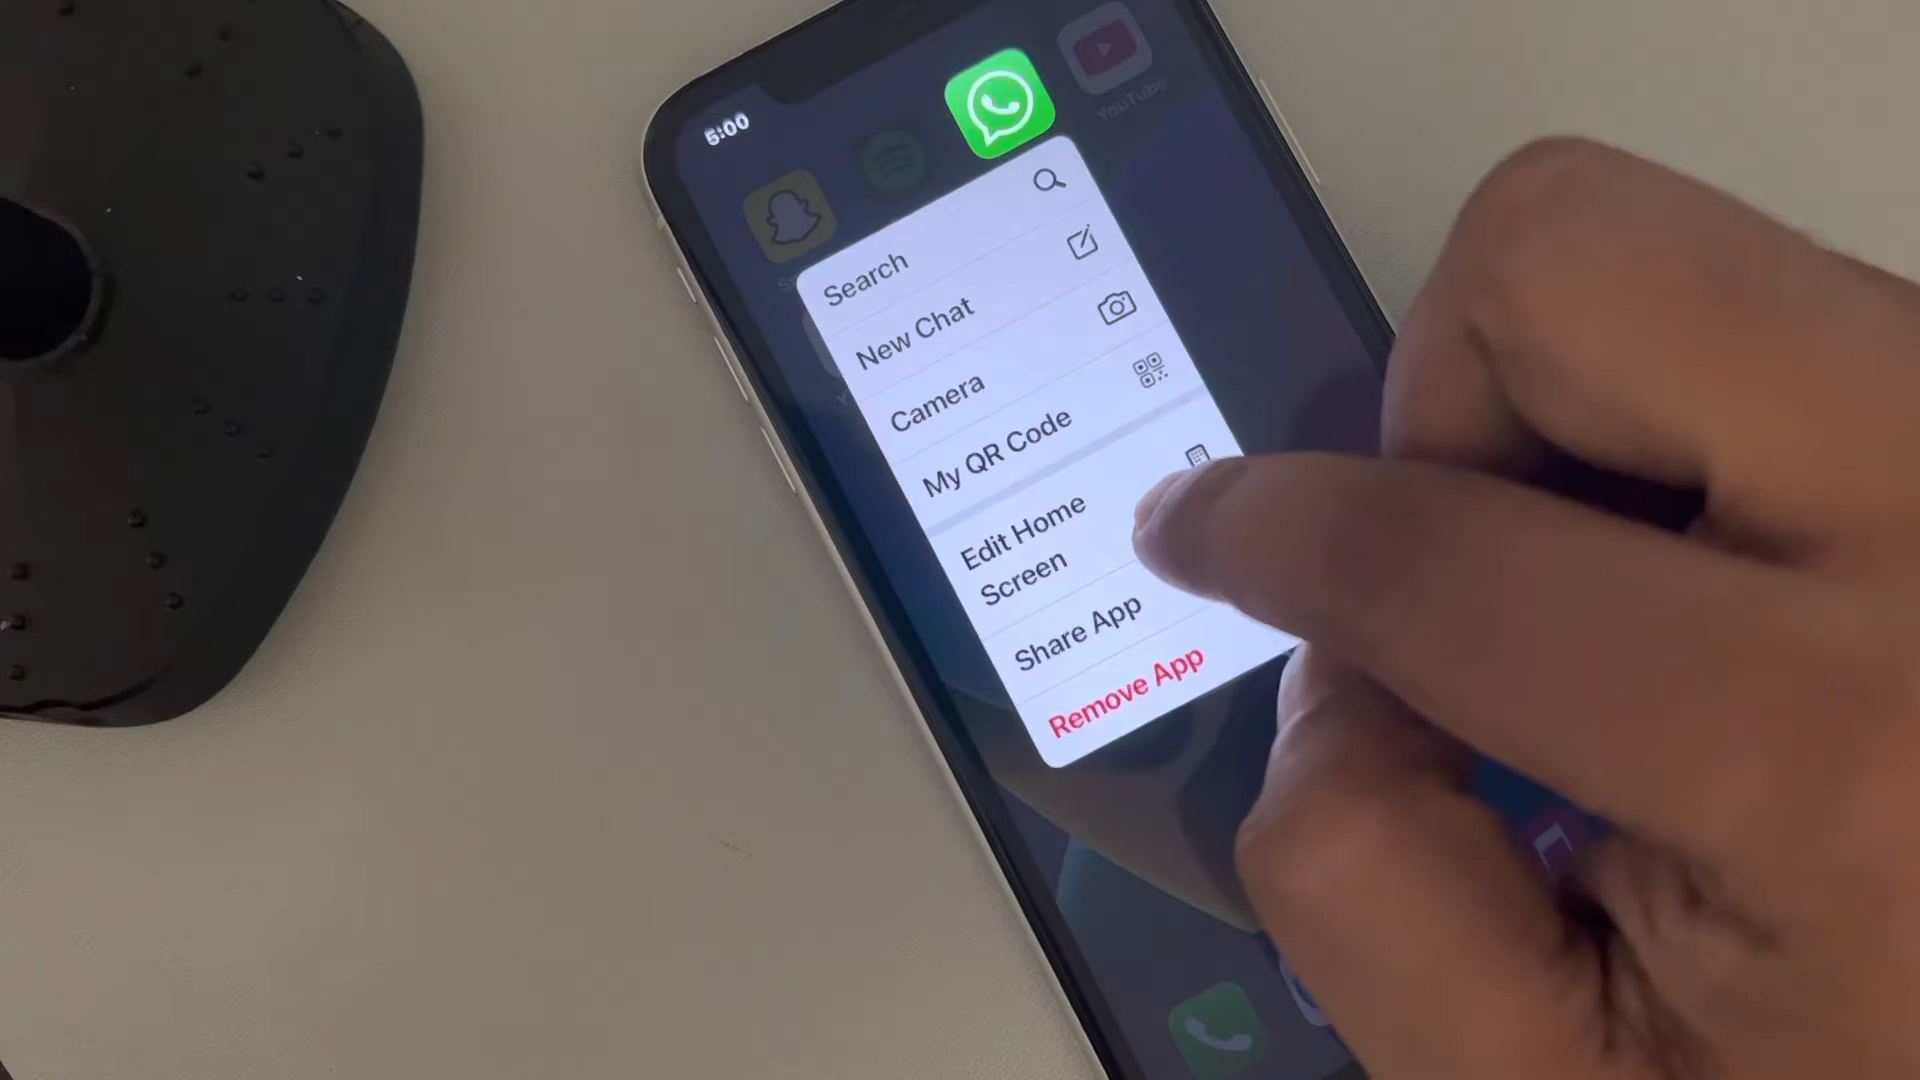 5:00
YouTube
Search
New Chat
Camera
My QR Code
Edit Home
Screen
Share App
Remove App